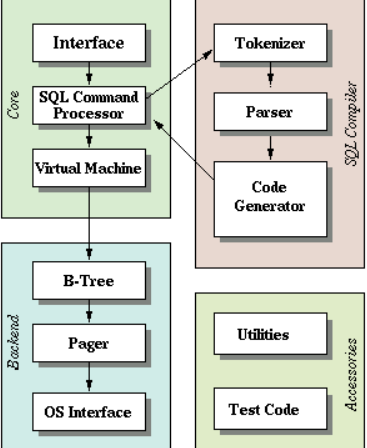 Core
Interface
SQL Command
Processor
Virtual Machine
SQL Compiler
Tokenizer
Parser
Code
Generator
Backend
B-Tree
Pager
OS Interface
Accessories
Utilities
Test Code